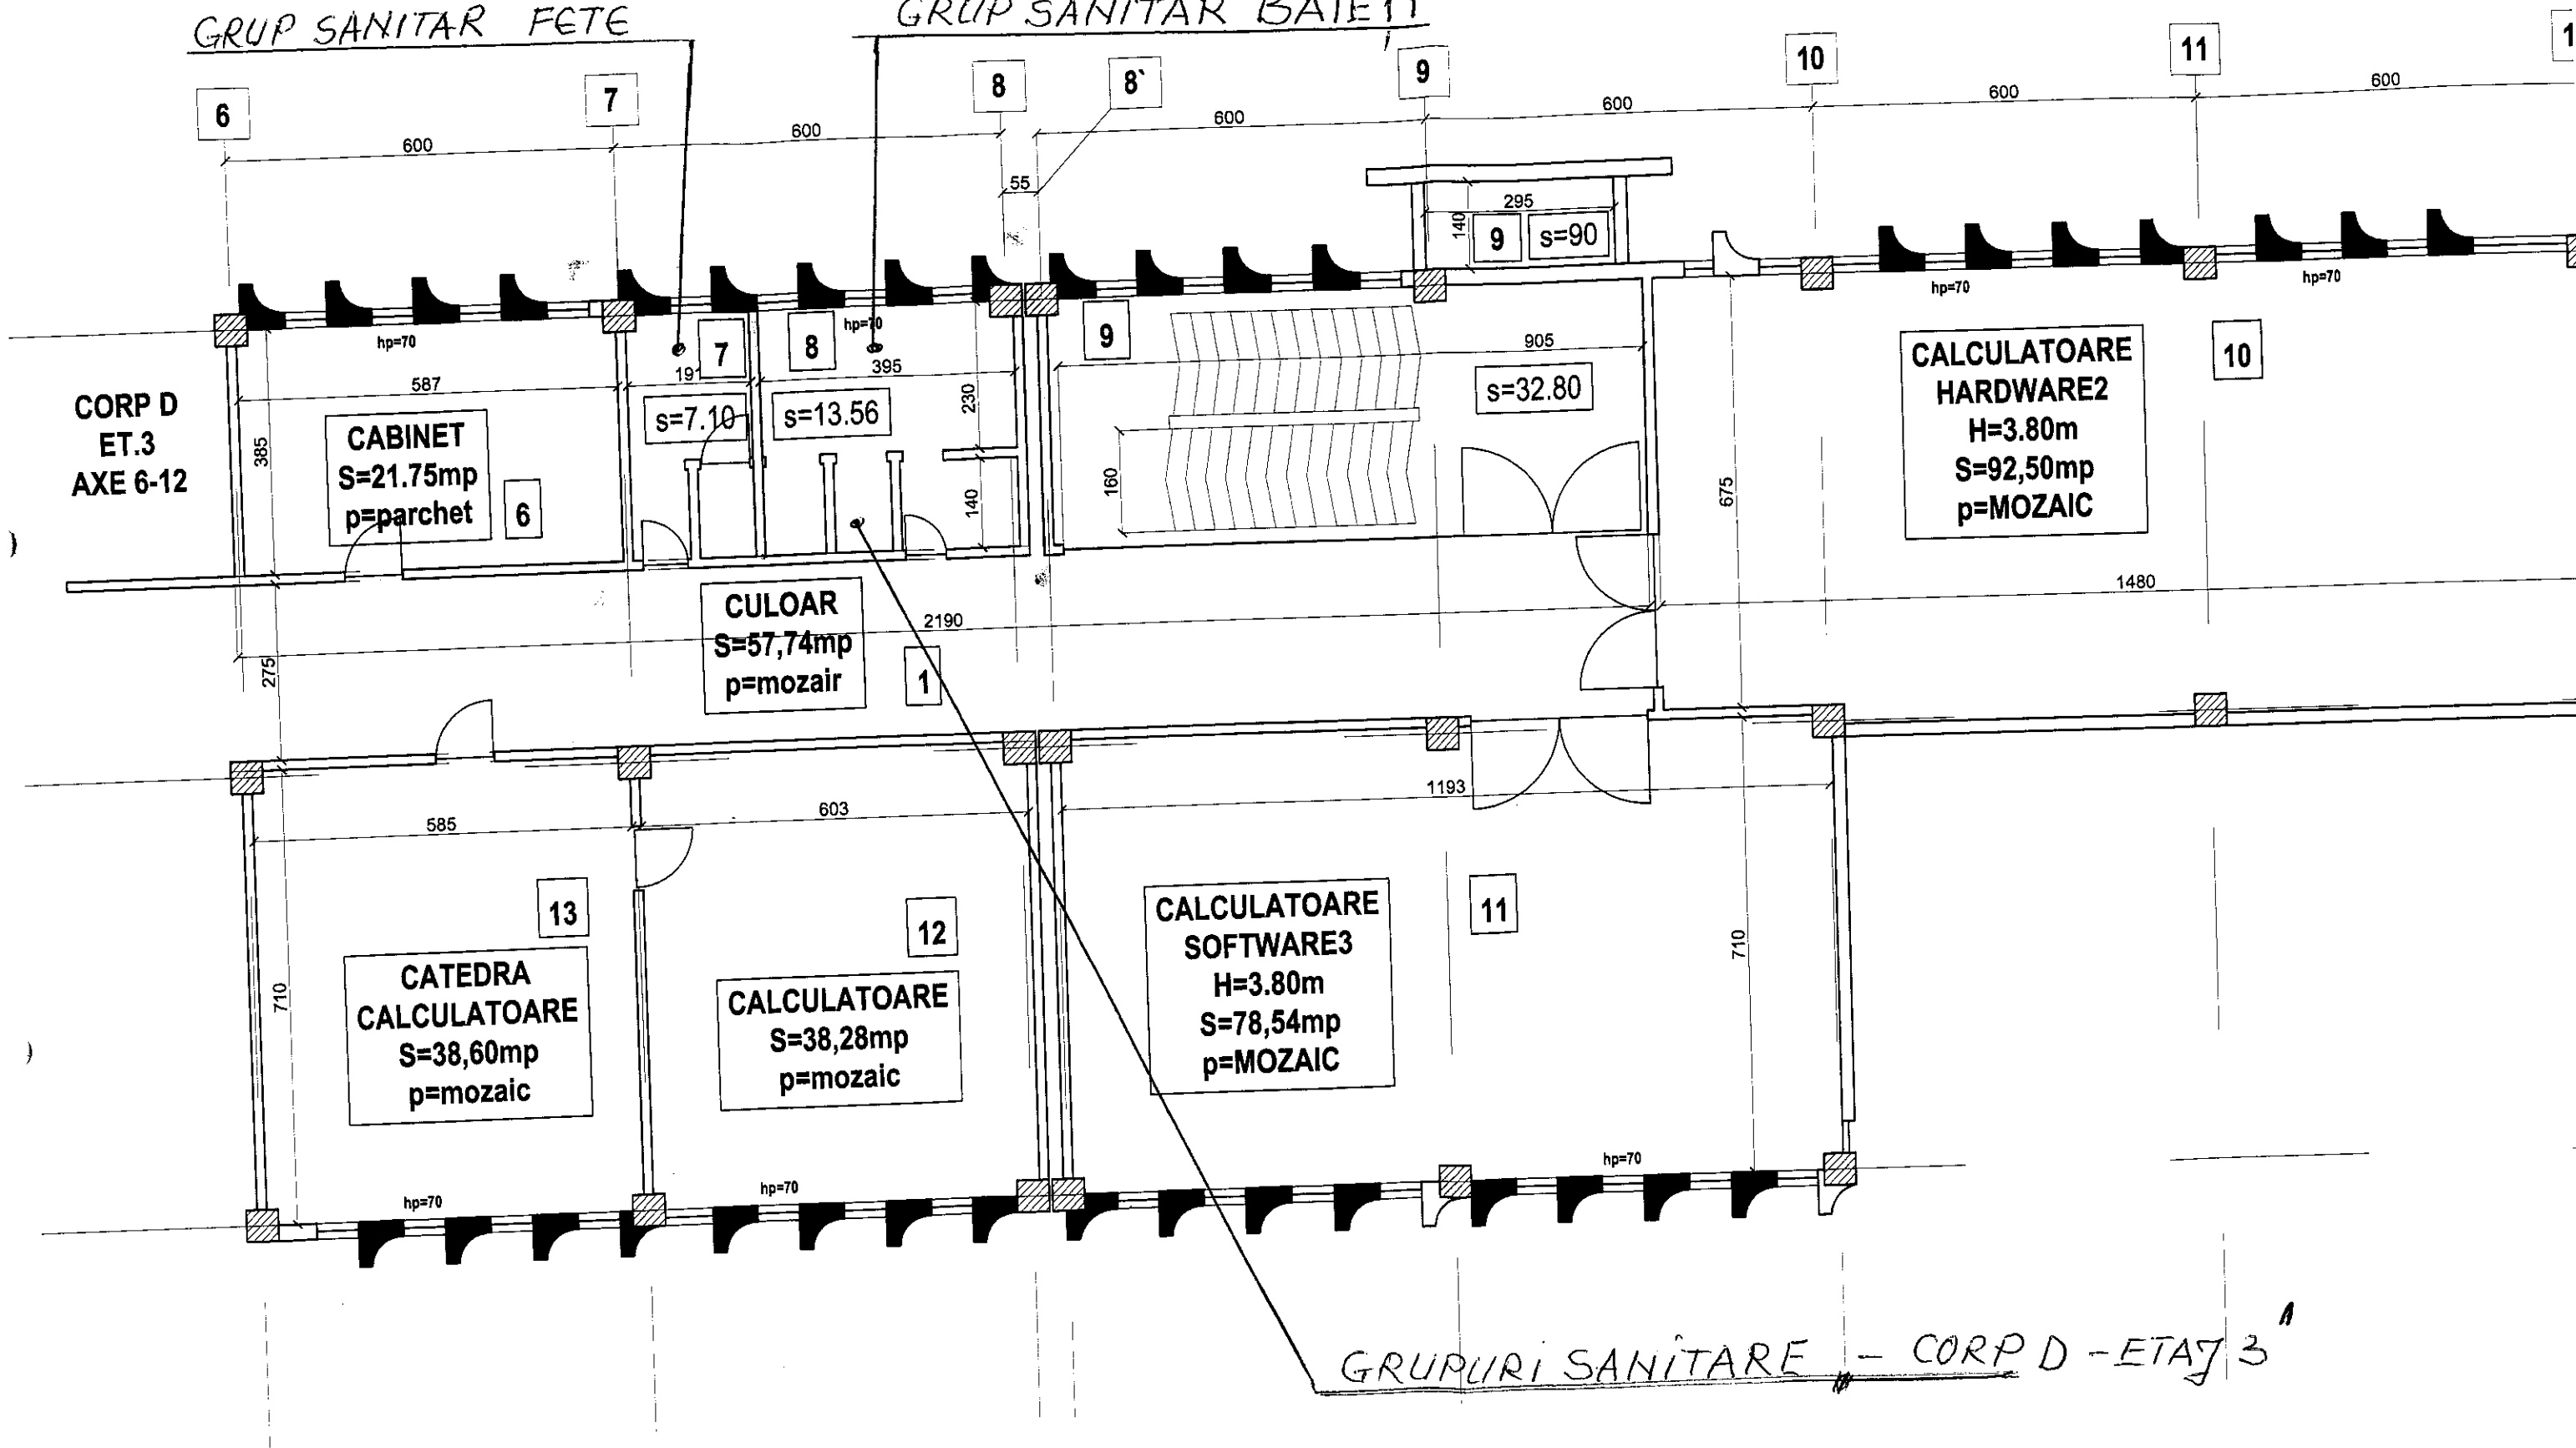 GRUP SANITAR FETE
GRUP SANITAR BAIEȚI
6
7
8
8`
9
10
11
1
600
600
55
600
600
600
600
140
295
9
s=90
hp=70
hp=70
hp=70
hp=70
CORP D
ET.3
AXE 6-12
587
385
CABINET
S=21.75mp
p=parchet
6
7
19
s=7.10
8
395
s=13.56
230
140
9
905
s=32.80
160
675
CALCULATOARE
HARDWARE2
H=3.80m
S=92,50mp
p=MOZAIC
10
1480
CULOAR
S=57,74mp
p=mozair
2190
1
275
585
603
1193
710
13
CATEDRA
CALCULATOARE
S=38,60mp
p=mozaic
12
CALCULATOARE
S=38,28mp
p=mozaic
CALCULATOARE
SOFTWARE3
H=3.80m
S=78,54mp
p=MOZAIC
11
710
hp=70
hp=70
hp=70
GRUPURI SANITARE - CORP D - ETAJ 3"